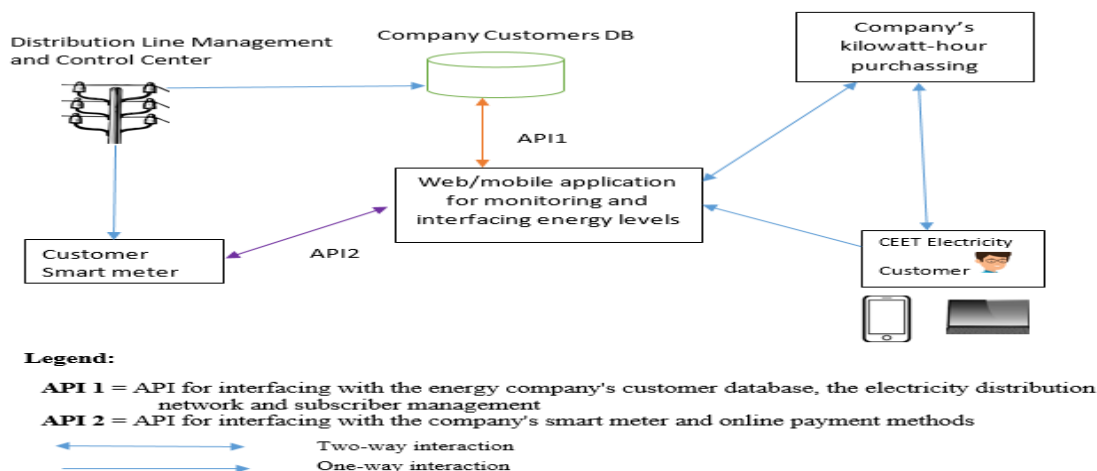 Distribution Line Management
and Control Center
Company Customers DB
Company's
kilowatt-hour
purchassing
API1
Web/mobile application
for monitoring and
interfacing energy levels
Customer
Smart meter
API2
CEET Electricity
Customer
Legend:
API 1 = API for interfacing with the energy company's customer database, the electricity distribution
network and subscriber management
API 2 = API for interfacing with the company's smart meter and online payment methods
Two-way interaction
One-way interaction